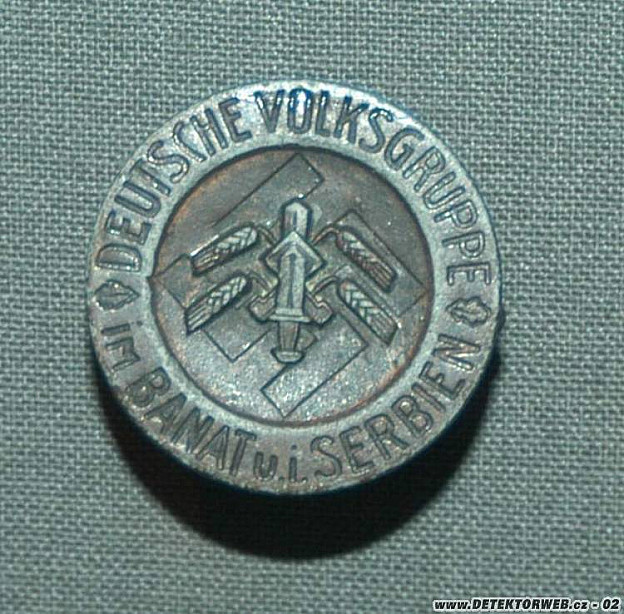 DEUTSCHE VOLKSGRUPPE
im BANAT u.i. SERBIEN
www.DETEKTORWEB.cz - 02